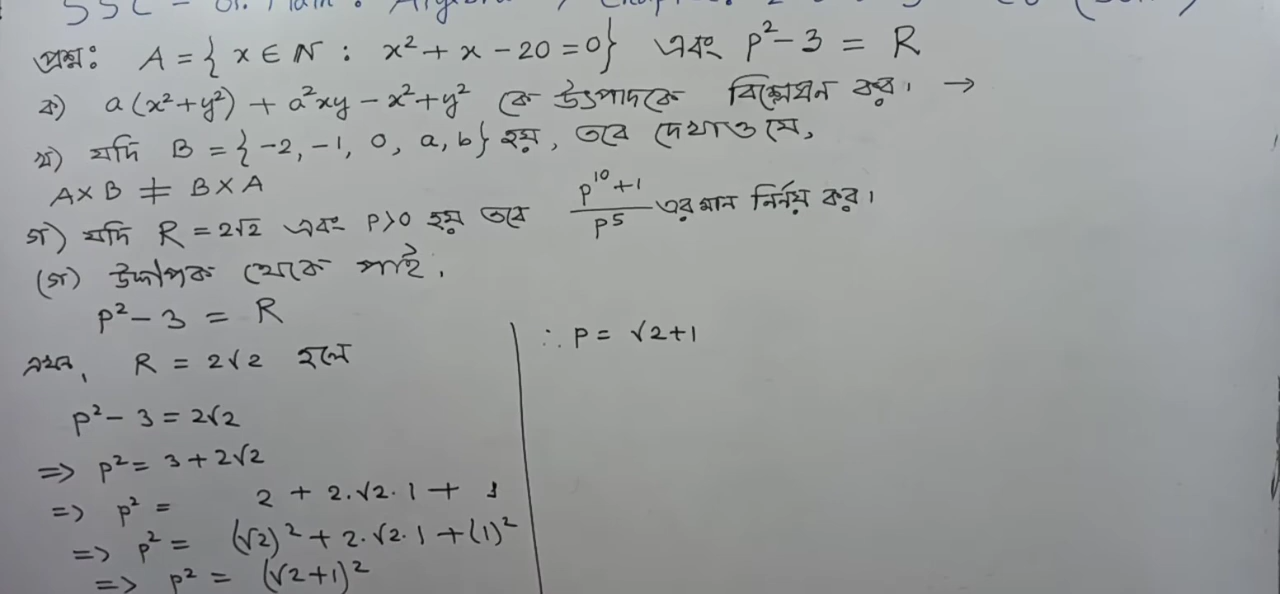 প্রশ্ন: A = { x ∈ N : x² + x − 20 = 0 } এবং p² − 3 = R
ক) a(x² + y²) + a²xy − x² + y² কে উৎপাদকে বিশ্লেষন কর। →
খ) যদি B = { −2, −1, 0, a, b } হয়, তবে দেখাও যে,
A × B ≠ B × A
গ) যদি R = 2√2 এবং P > 0 হয় তবে (p¹⁰ + 1)/p⁵ এর মান নির্নয় কর।
(গ) উদ্দীপক থেকে পাই,
p² − 3 = R
এখন, R = 2√2 হলে
p² − 3 = 2√2
=> p² = 3 + 2√2
=> p² = 2 + 2.√2.1 + 1
=> p² = (√2)² + 2.√2.1 + (1)²
=> p² = (√2+1)²
∴ P = √2+1